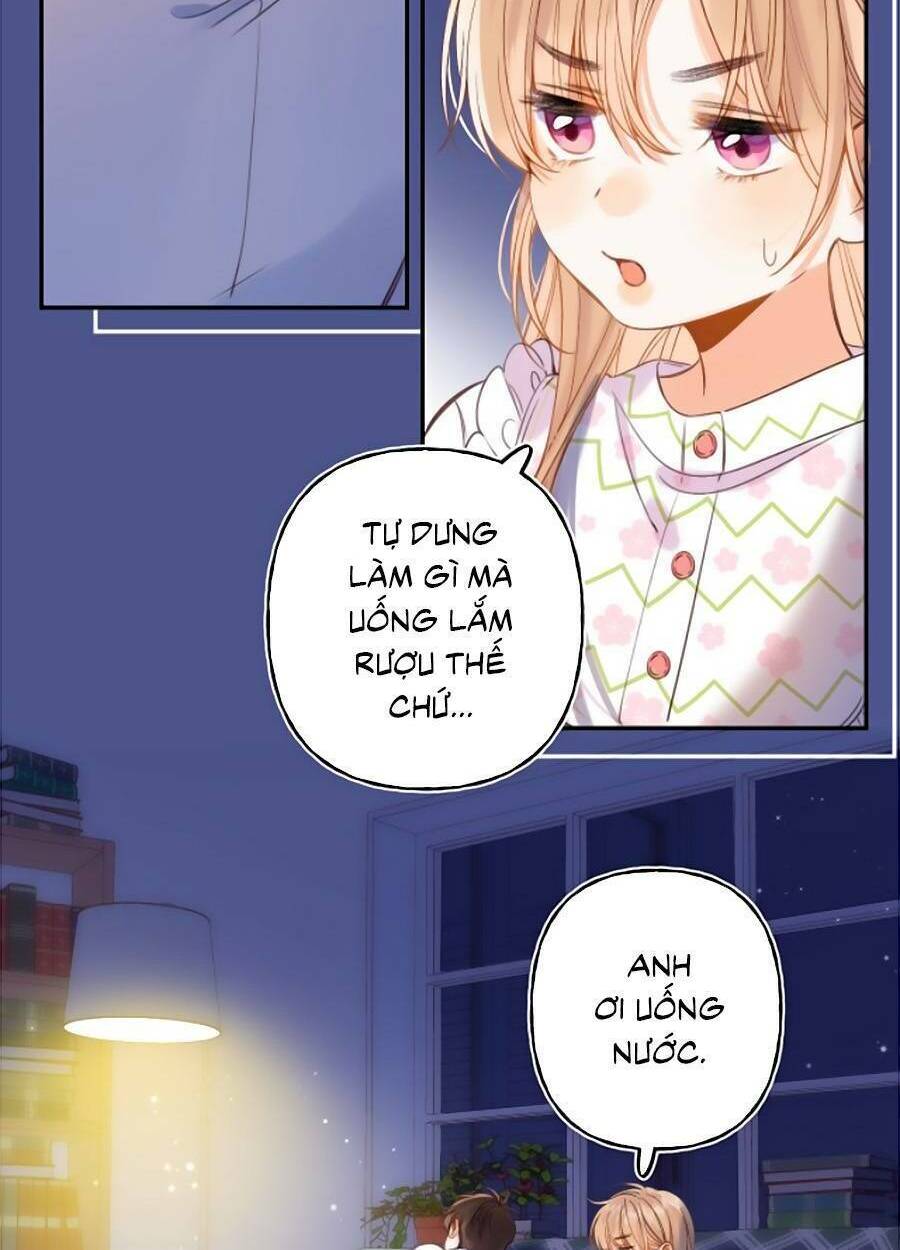 TỰ DƯNG
LÀM GÌ MÀ
UỐNG LẮM
RƯỢU THẾ
CHỨ...
ANH
ƠI UỐNG
NƯỚC.